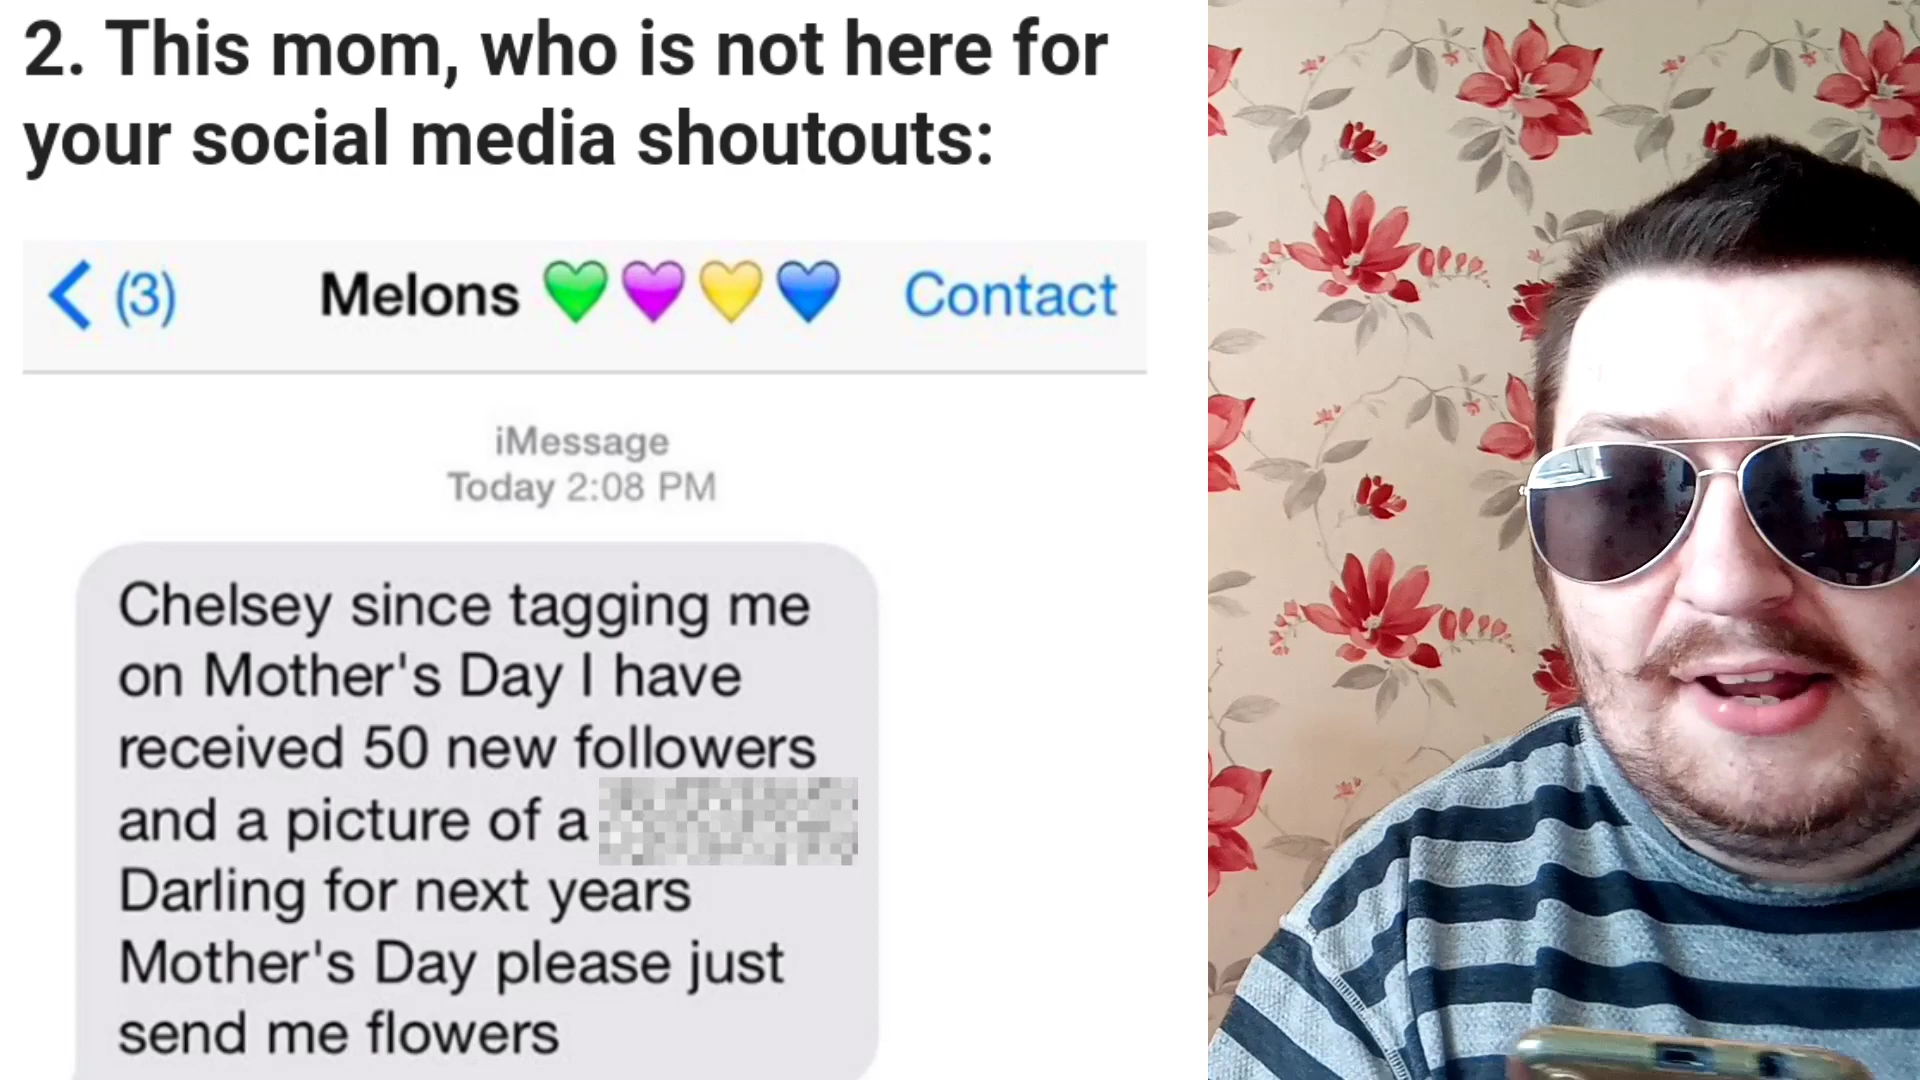 2. This mom, who is not here for
your social media shoutouts:
(3) Melons 💚💜💛💙 Contact
iMessage
Today 2:08 PM
Chelsey since tagging me
on Mother's Day I have
received 50 new followers
and a picture of a
Darling for next years
Mother's Day please just
send me flowers